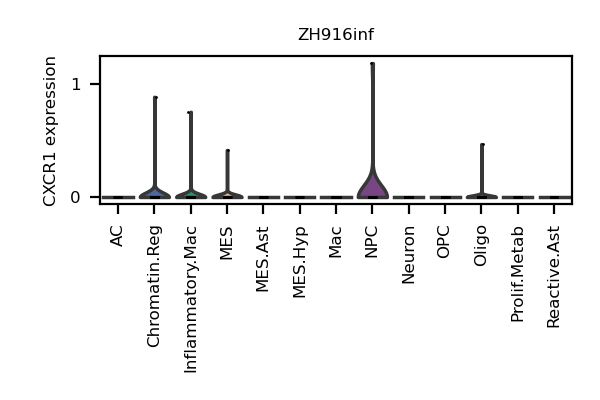 ZH916inf
CXCR1 expression
1
0
AC
Chromatin.Reg
Inflammatory.Mac
MES
MES.Ast
MES.Hyp
Mac
NPC
Neuron
OPC
Oligo
Prolif.Metab
Reactive.Ast